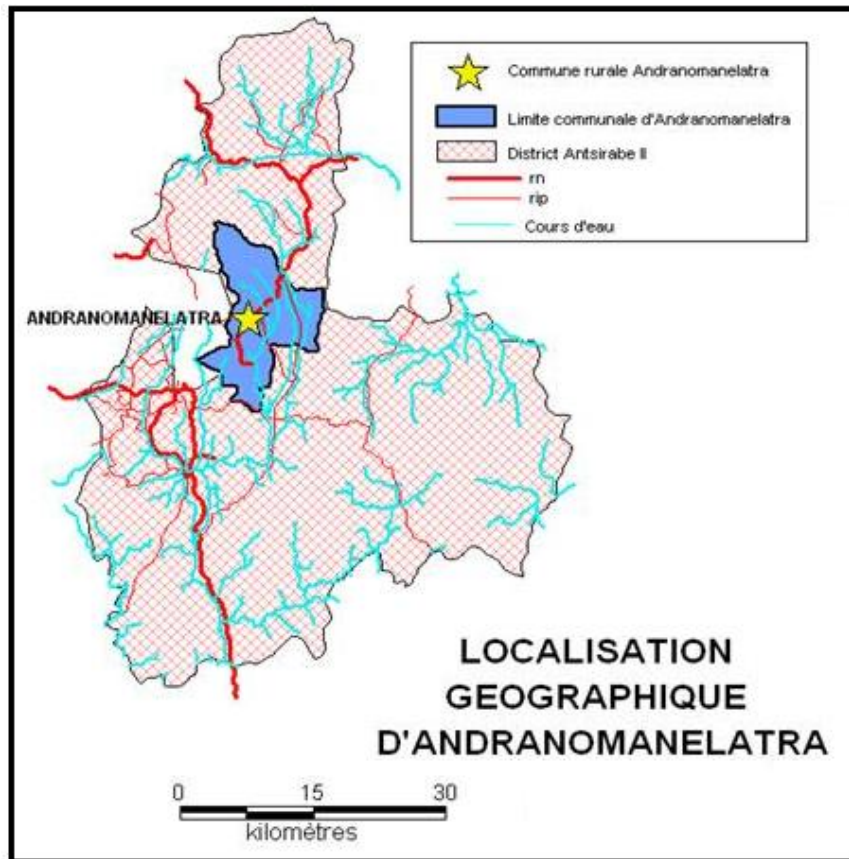 Commune rurale Andranomanelatra
Limite communale d'Andranomanelatra
District Antsirabe II
rn
rip
Cours d'eau
ANDRANOMANELATRA
LOCALISATION
GEOGRAPHIQUE
D'ANDRANOMANELATRA
0 15 30
kilomètres